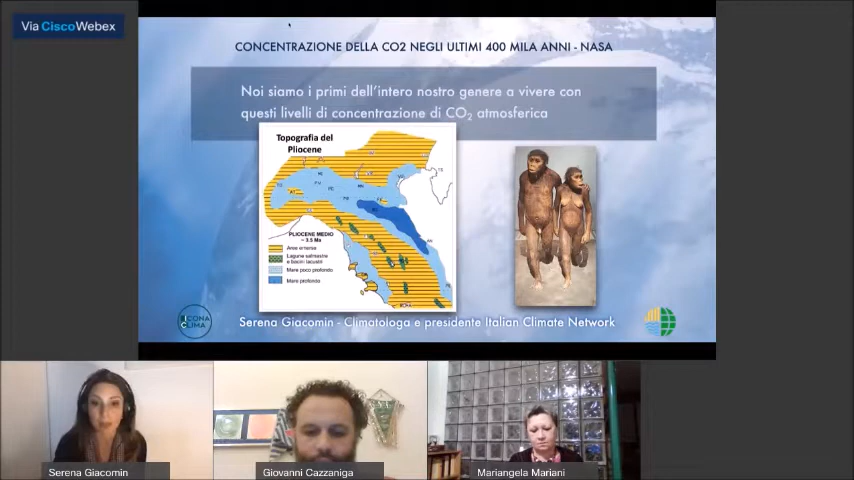 Via CiscoWebex
CONCENTRAZIONE DELLA CO2 NEGLI ULTIMI 400 MILA ANNI - NASA
Noi siamo i primi dell'intero nostro genere a vivere con
questi livelli di concentrazione di CO₂ atmosferica
Topografia del
Pliocene
PLIOCENE MEDIO
~ 3.5 Ma
Aree emerse
Lagune salmastre
e bacini lacustri
Mare poco profondo
Mare profondo
ICONA
CLIMA
Serena Giacomin - Climatologa e presidente Italian Climate Network
Serena Giacomin
Giovanni Cazzaniga
Mariangela Mariani